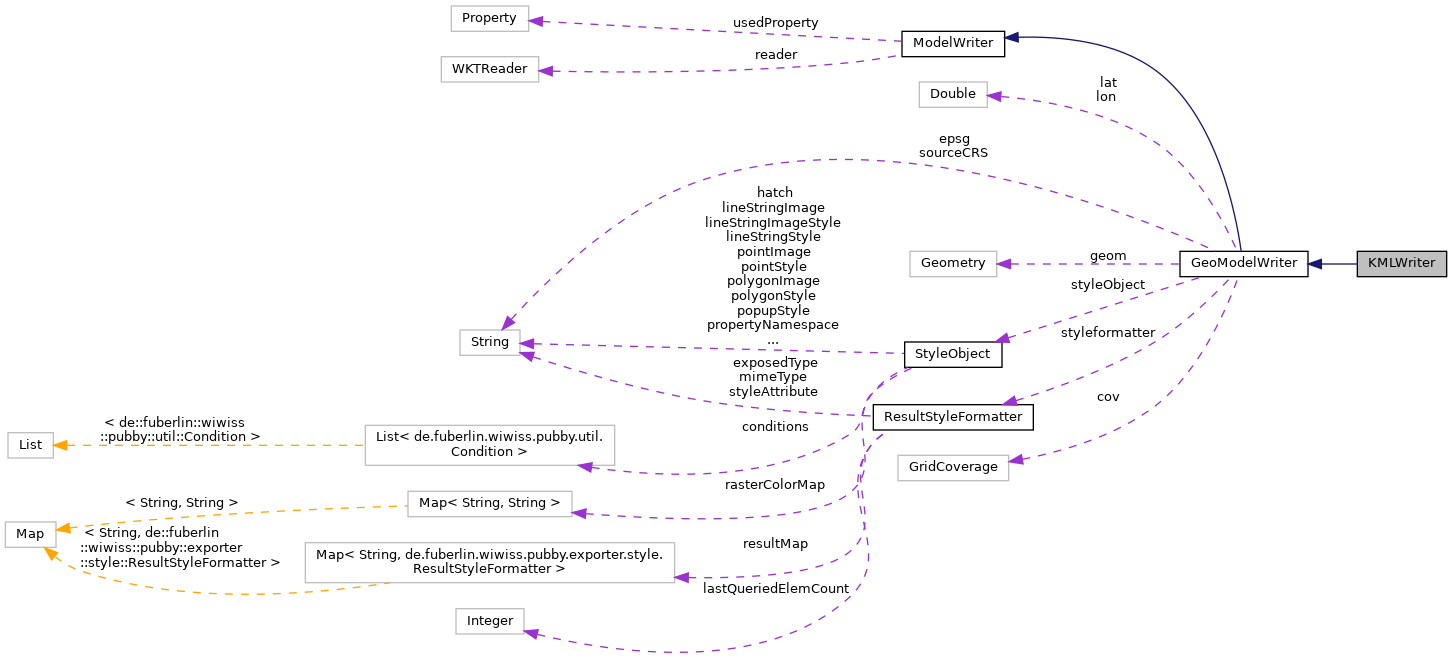 Property
usedProperty
ModelWriter
WKTReader
reader
Double
lat
lon
epsg
sourceCRS
hatch
lineStringImage
lineStringImageStyle
lineStringStyle
pointImage
pointStyle
polygonImage
polygonStyle
popupStyle
propertyNamespace
...
Geometry
geom
GeoModelWriter
KMLWriter
styleObject
String
StyleObject
styleformatter
exposedType
mimeType
styleAttribute
ResultStyleFormatter
cov
conditions
List
< de::fuberlin::wiwiss
::pubby::util::Condition >
List< de.fuberlin.wiwiss.pubby.util.
Condition >
GridCoverage
rasterColorMap
Map
< String, String >
Map< String, String >
< String, de::fuberlin
::wiwiss::pubby::exporter
::style::ResultStyleFormatter >
Map< String, de.fuberlin.wiwiss.pubby.exporter.style.
ResultStyleFormatter >
resultMap
lastQueriedElemCount
Integer